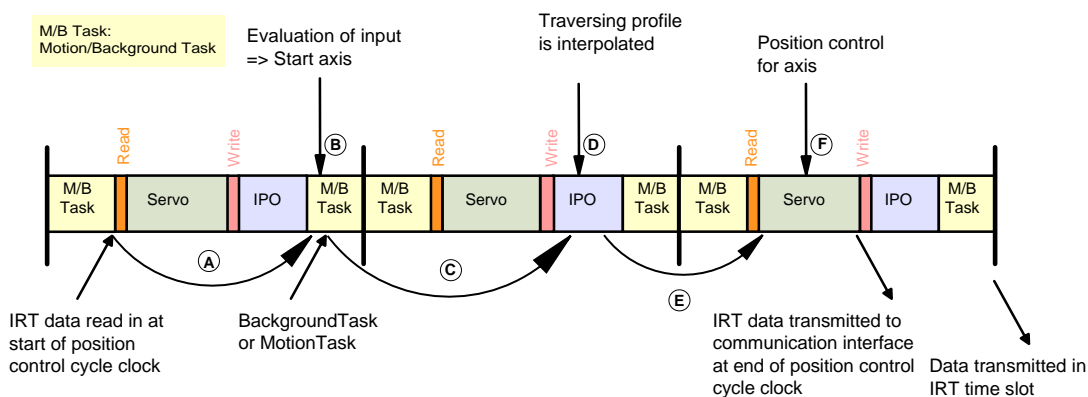 M/B Task:
Motion/Background Task
Evaluation of input
=> Start axis
Traversing profile
is interpolated
Position control
for axis
Read
Write
B
Read
Write
D
Read
F
Write
M/B
Task
Servo
IPO
M/B
Task
M/B
Task
Servo
IPO
M/B
Task
M/B
Task
Servo
IPO
M/B
Task
A
C
E
IRT data read in at
start of position
control cycle clock
BackgroundTask
or MotionTask
IRT data transmitted to
communication interface
at end of position control
cycle clock
Data transmitted in
IRT time slot